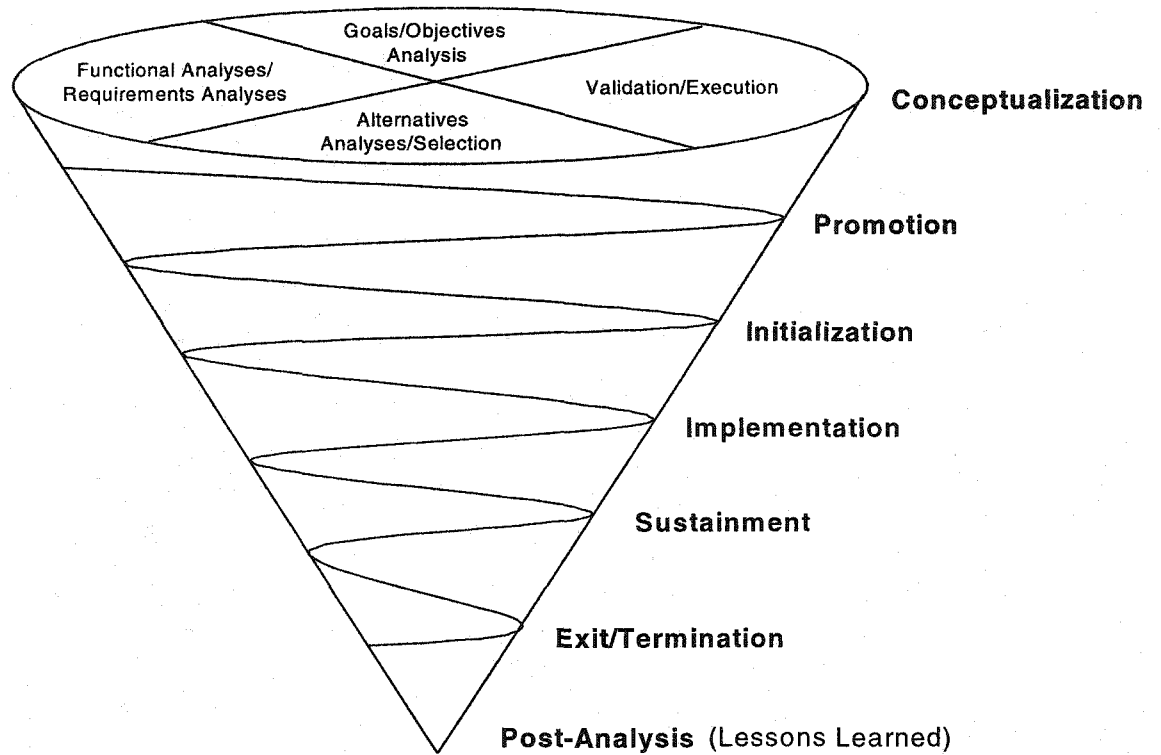 Goals/Objectives
Analysis
Functional Analyses/
Requirements Analyses
Validation/Execution
Alternatives
Analyses/Selection
Conceptualization
Promotion
Initialization
Implementation
Sustainment
Exit/Termination
Post-Analysis (Lessons Learned)